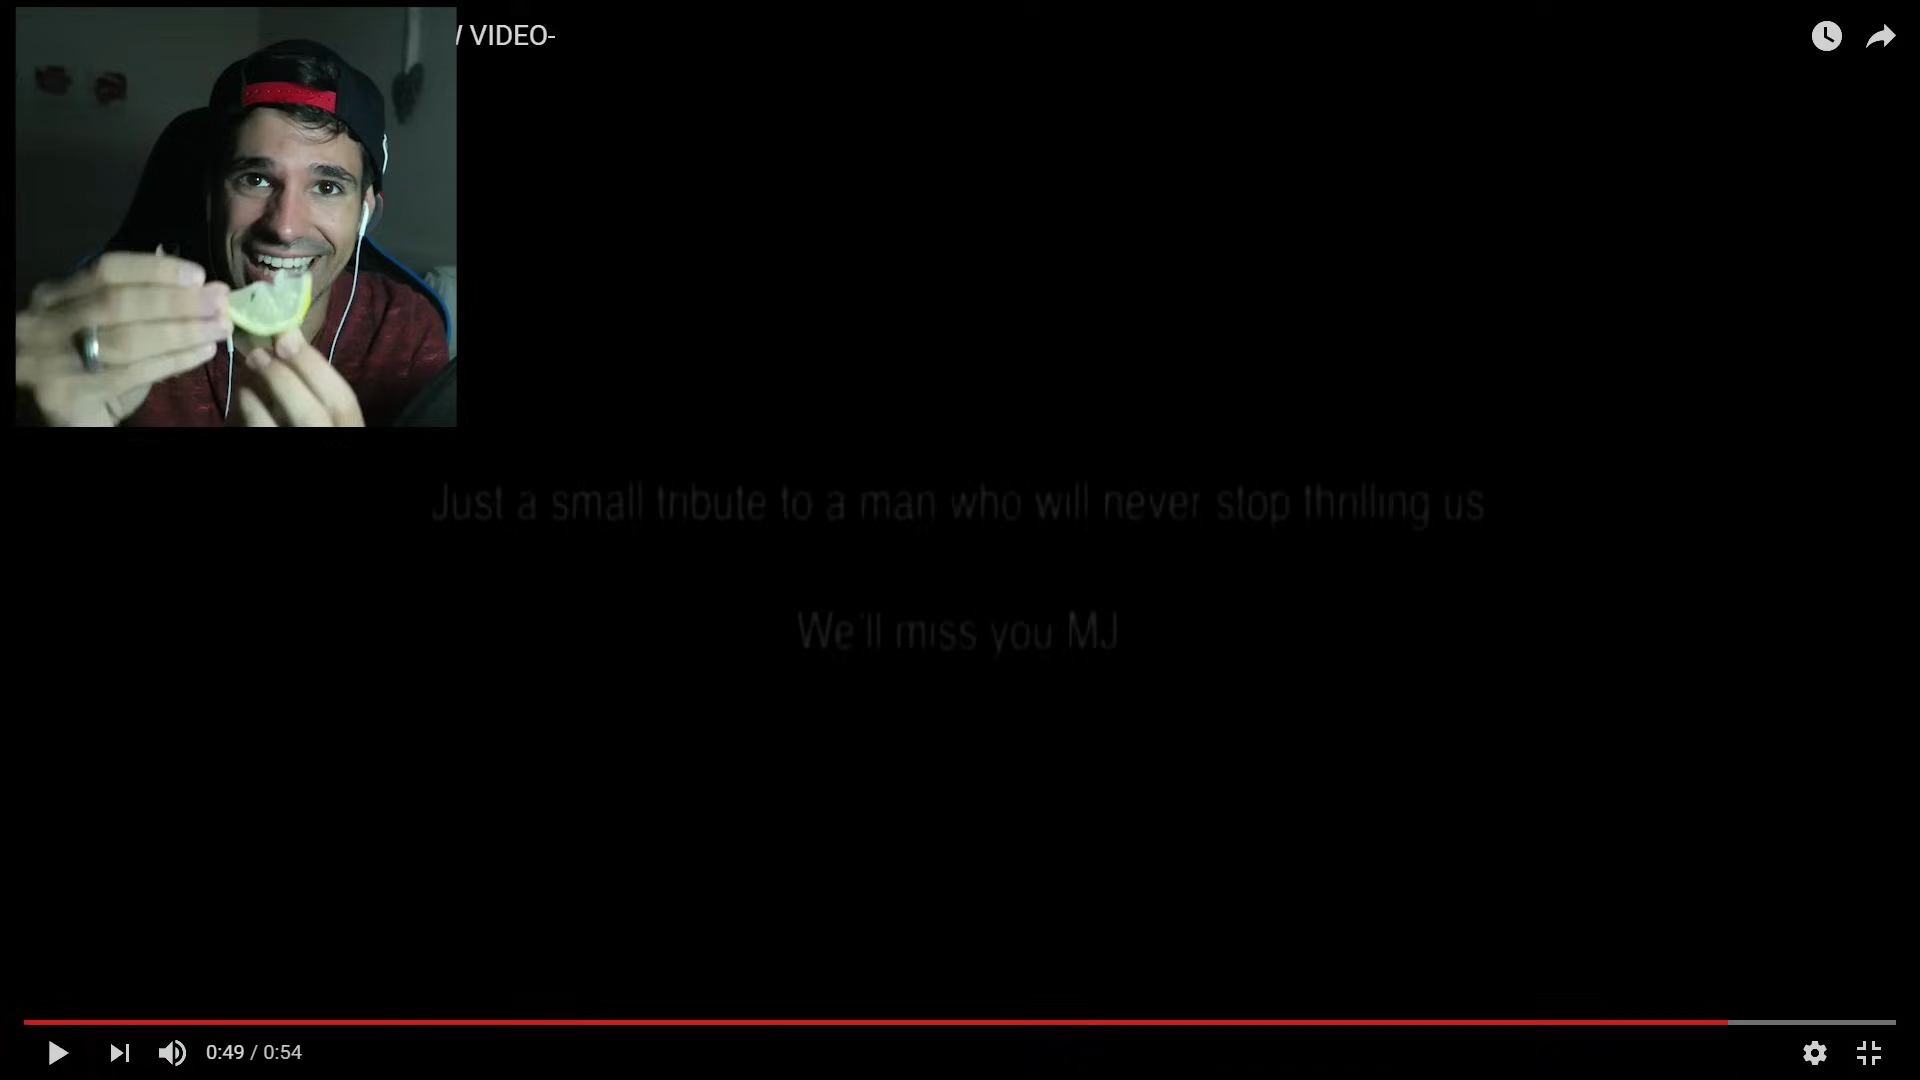 VIDEO-
Just a small tribute to a man who will never stop thrilling us
We'll miss you MJ
0:49 / 0:54